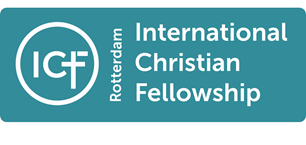 ICF
Rotterdam
International
Christian
Fellowship